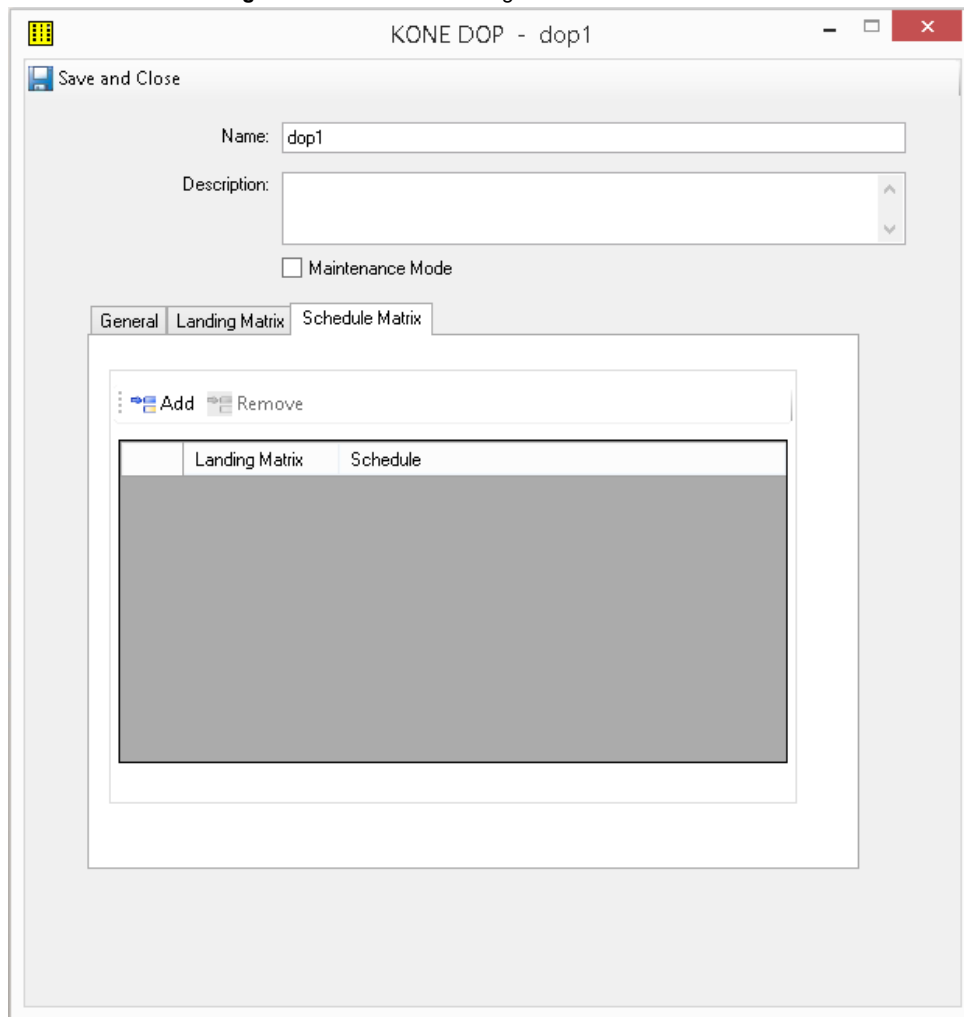 KONE DOP - dop1
Save and Close
Name: dop1
Description:
Maintenance Mode
General Landing Matrix Schedule Matrix
Add Remove
Landing Matrix Schedule